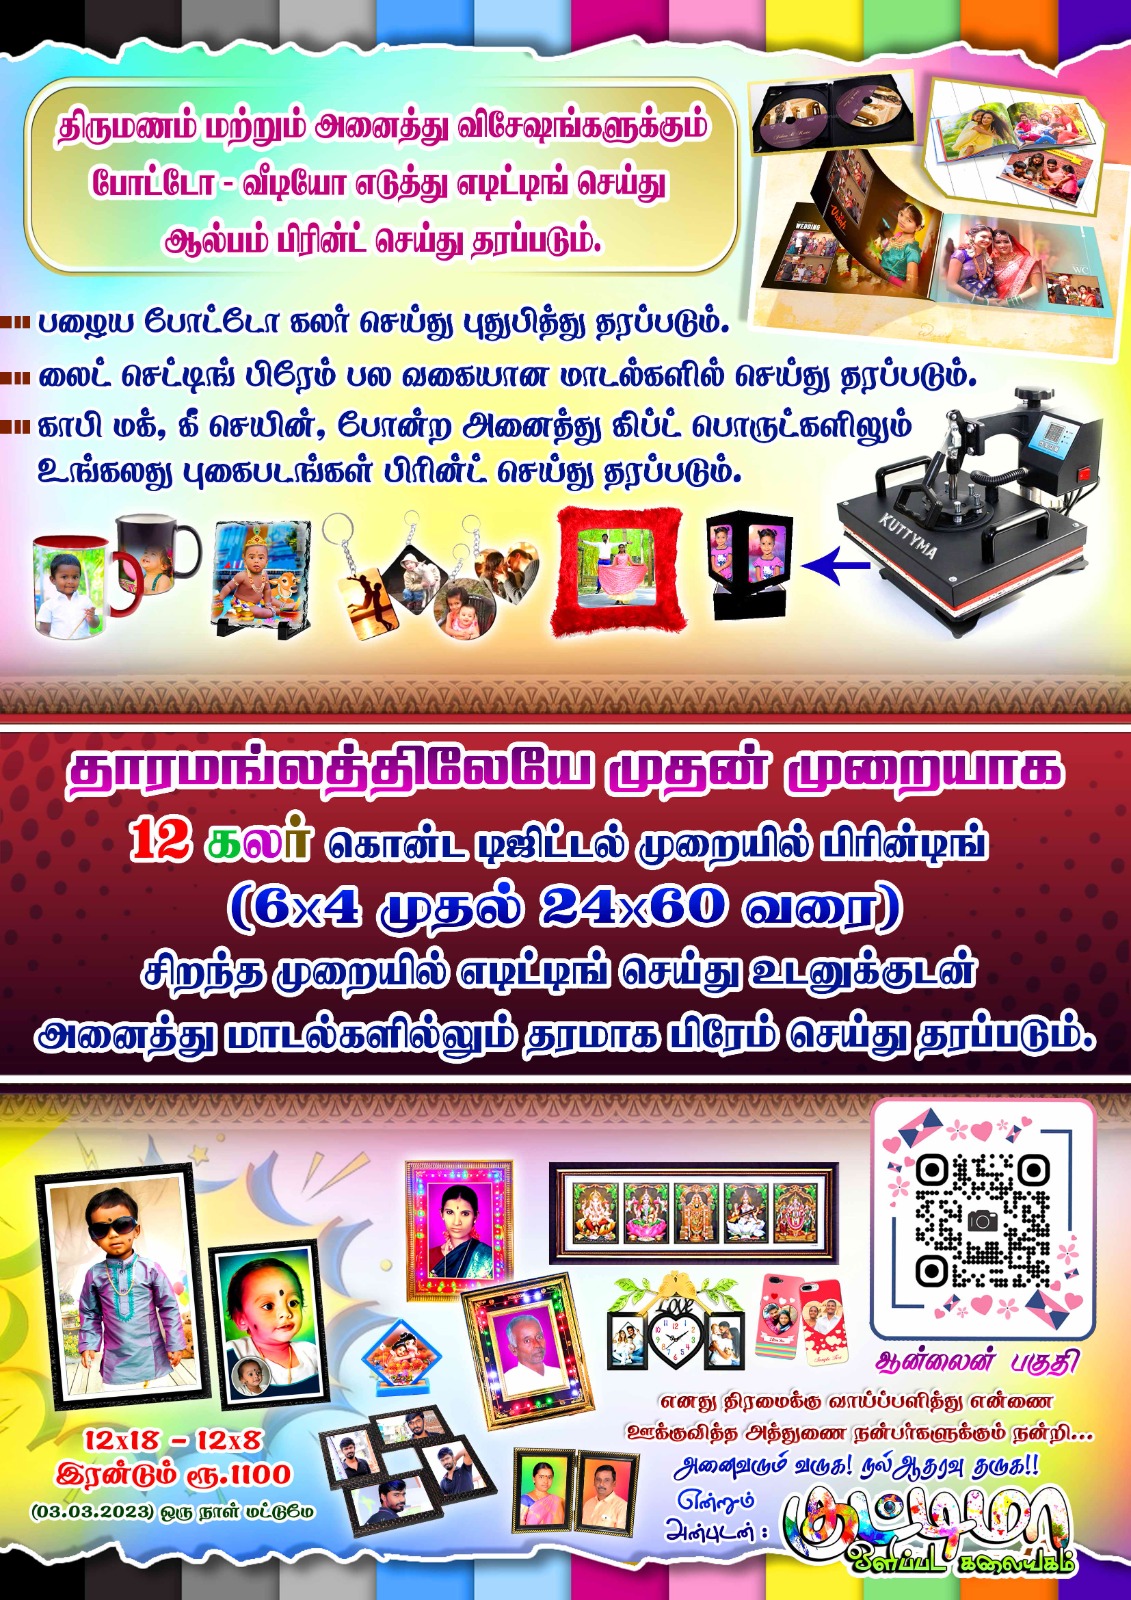 திருமணம் மற்றும் அனைத்து விசேஷங்களுக்கும்
போட்டோ - வீடியோ எடுத்து எடிட்டிங் செய்து
ஆல்பம் பிரின்ட் செய்து தரப்படும்.
பழைய போட்டோ கலர் செய்து புதுபித்து தரப்படும்.
லைட் செட்டிங் பிரேம் பல வகையான மாடல்களில் செய்து தரப்படும்.
காபி மக், கீ செயின், போன்ற அனைத்து கிப்ட் பொருட்களிலும்
உங்கலது புகைபடங்கள் பிரின்ட் செய்து தரப்படும்.
KUTTYMA
தாரமங்லத்திலேயே முதன் முறையாக
12 கலர் கொண்ட டிஜிட்டல் முறையில் பிரின்டிங்
(6x4 முதல் 24x60 வரை)
சிறந்த முறையில் எடிட்டிங் செய்து உடனுக்குடன்
அனைத்து மாடல்களில்லும் தரமாக பிரேம் செய்து தரப்படும்.
LOVE
ஆன்லைன் பகுதி
12x18 - 12x8
இரண்டும் ரூ.1100
(03.03.2023) ஒரு நாள் மட்டுமே
எனது திரமைக்கு வாய்ப்பளித்து என்ணை
ஊக்குவித்த அத்துணை நன்பர்களுக்கும் நன்றி...
அனைவரும் வருக! நல்ஆதரவு தருக!!
என்றும்
அன்புடன் :
குட்டிமா
ஒளிப்பட கலையகம்